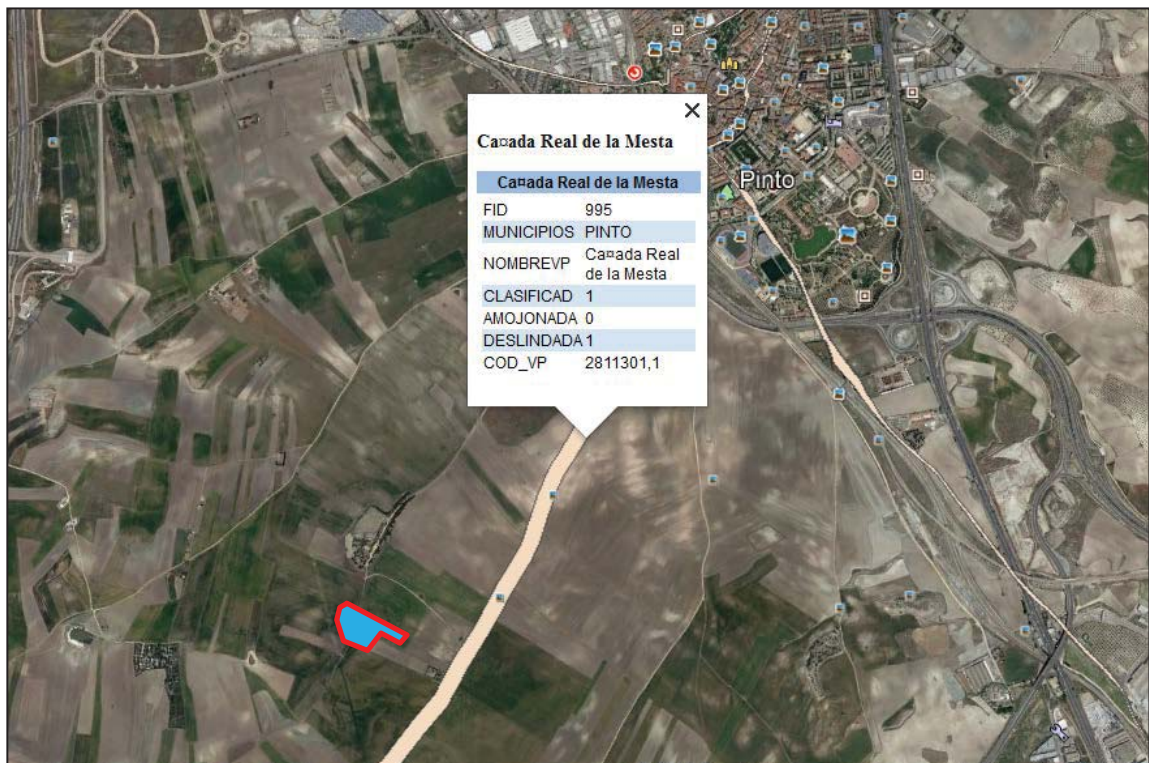 Ca¤ada Real de la Mesta
Ca¤ada Real de la Mesta
FID 995
MUNICIPIOS PINTO
NOMBREVP Ca¤ada Real
de la Mesta
CLASIFICAD 1
AMOJONADA 0
DESLINDADA 1
COD_VP 2811301,1
Pinto